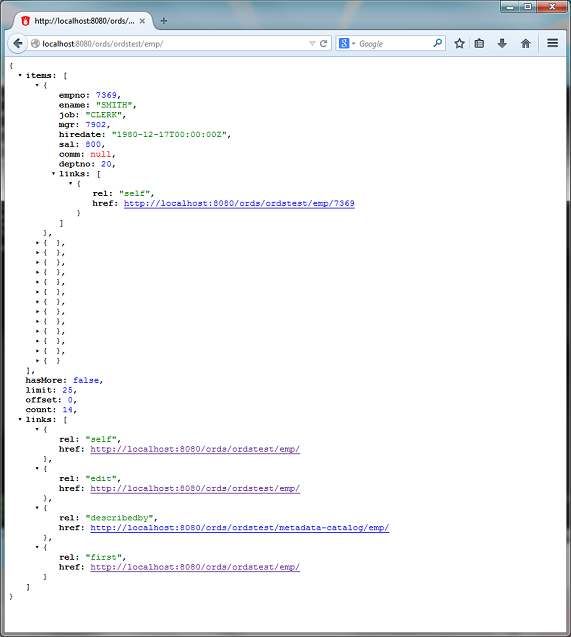 http://localhost:8080/ords/...
localhost:8080/ords/ordstest/emp/
Google
{
items: [
{
empno: 7369,
ename: "SMITH",
job: "CLERK",
mgr: 7902,
hiredate: "1980-12-17T00:00:00Z",
sal: 800,
comm: null,
deptno: 20,
links: [
{
rel: "self",
href: http://localhost:8080/ords/ordstest/emp/7369
}
]
},
{ },
{ },
{ },
{ },
{ },
{ },
{ },
{ },
{ },
{ },
{ },
{ },
{ }
],
hasMore: false,
limit: 25,
offset: 0,
count: 14,
links: [
{
rel: "self",
href: http://localhost:8080/ords/ordstest/emp/
},
{
rel: "edit",
href: http://localhost:8080/ords/ordstest/emp/
},
{
rel: "describedby",
href: http://localhost:8080/ords/ordstest/metadata-catalog/emp/
},
{
rel: "first",
href: http://localhost:8080/ords/ordstest/emp/
}
]
}